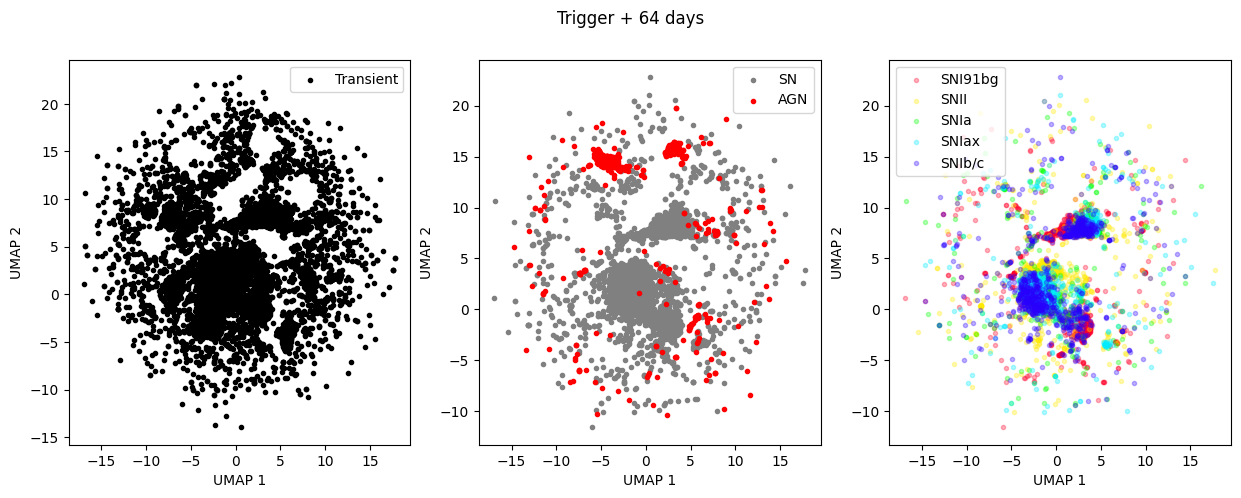 Trigger + 64 days
Transient
20
15
10
5
0
−5
−10
−15
UMAP 2
−15 −10 −5 0 5 10 15
UMAP 1
SN
AGN
20
15
10
5
0
−5
−10
UMAP 2
−15 −10 −5 0 5 10 15
UMAP 1
SNI91bg
SNII
SNIa
SNIax
SNIb/c
20
15
10
5
0
−5
−10
UMAP 2
−15 −10 −5 0 5 10 15
UMAP 1